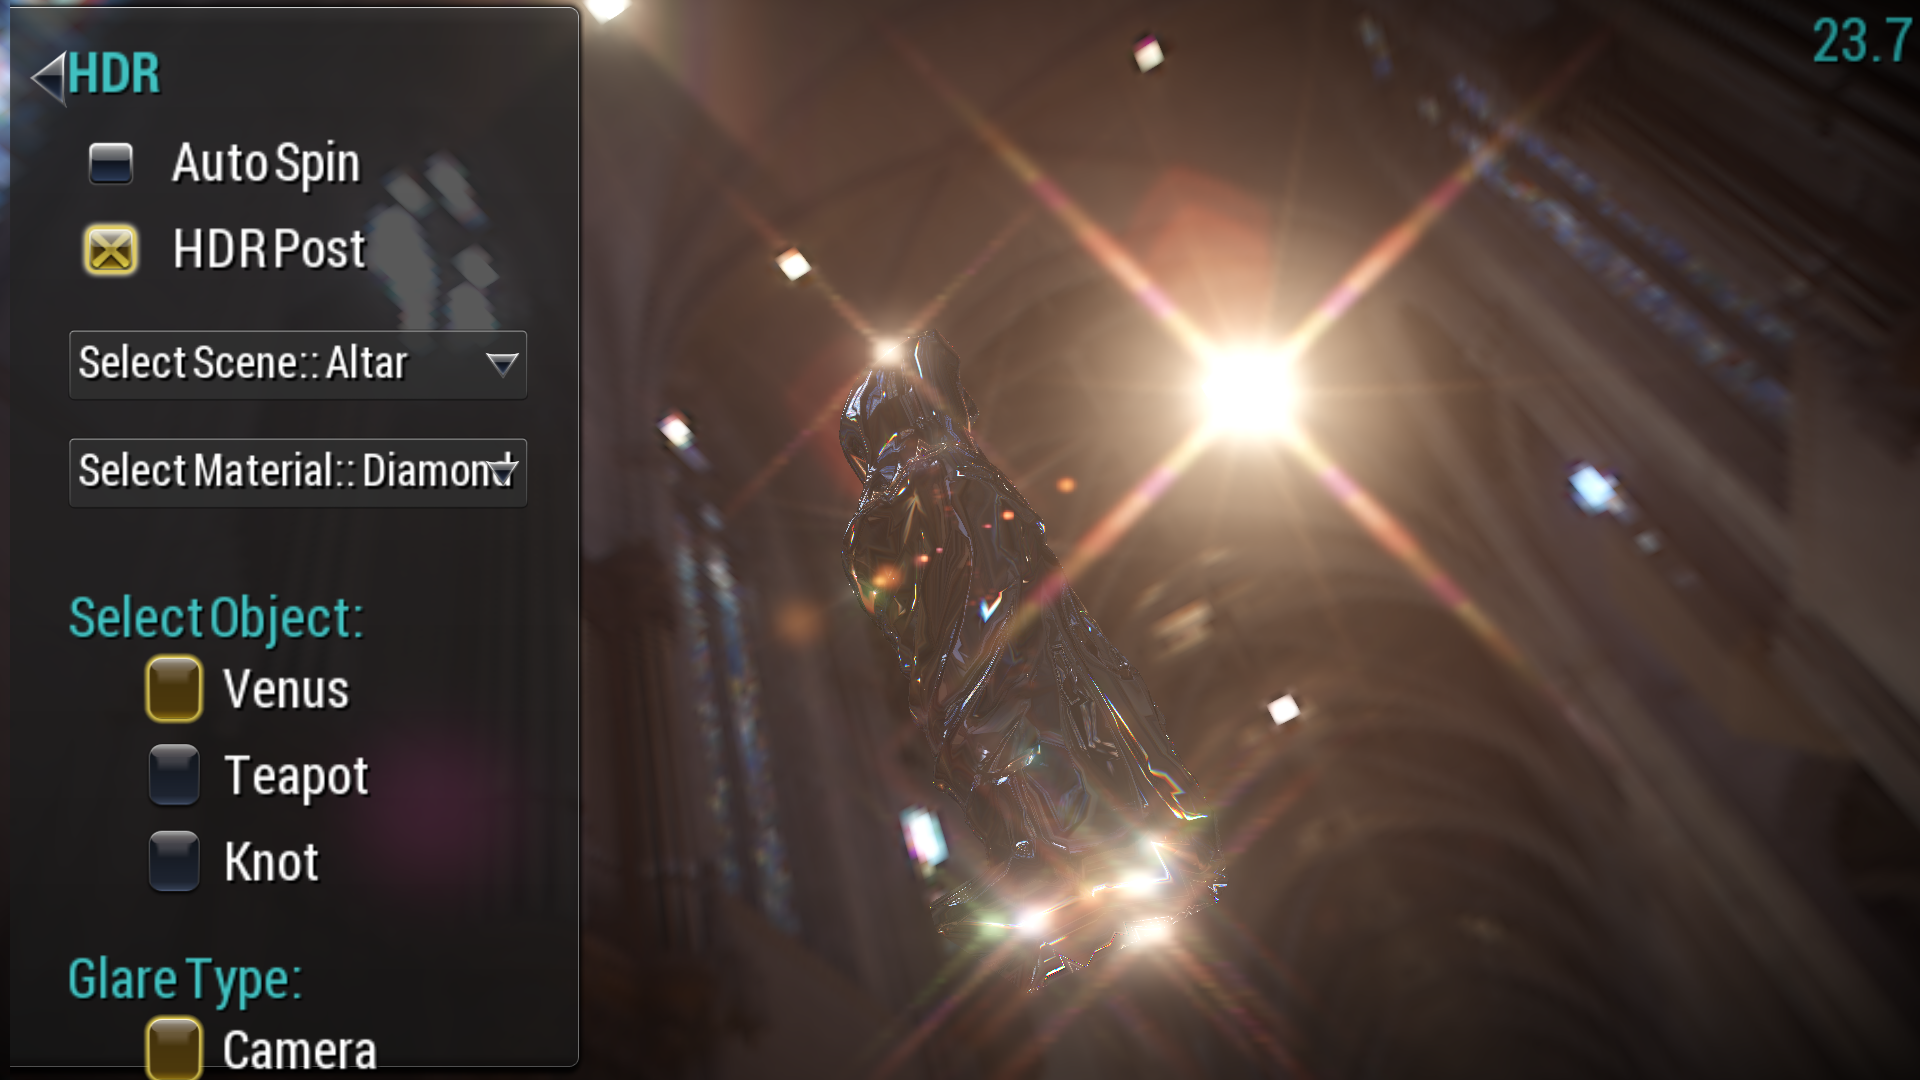 HDR
23.7
Auto Spin
HDR Post
Select Scene:: Altar
Select Material:: Diamond
Select Object:
Venus
Teapot
Knot
Glare Type:
Camera